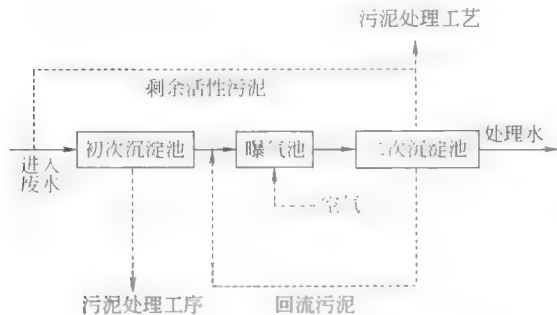 污泥处理工艺
剩余活性污泥
进入
废水
初次沉淀池
曝气池
二次沉淀池
处理水
空气
污泥处理工序
回流污泥